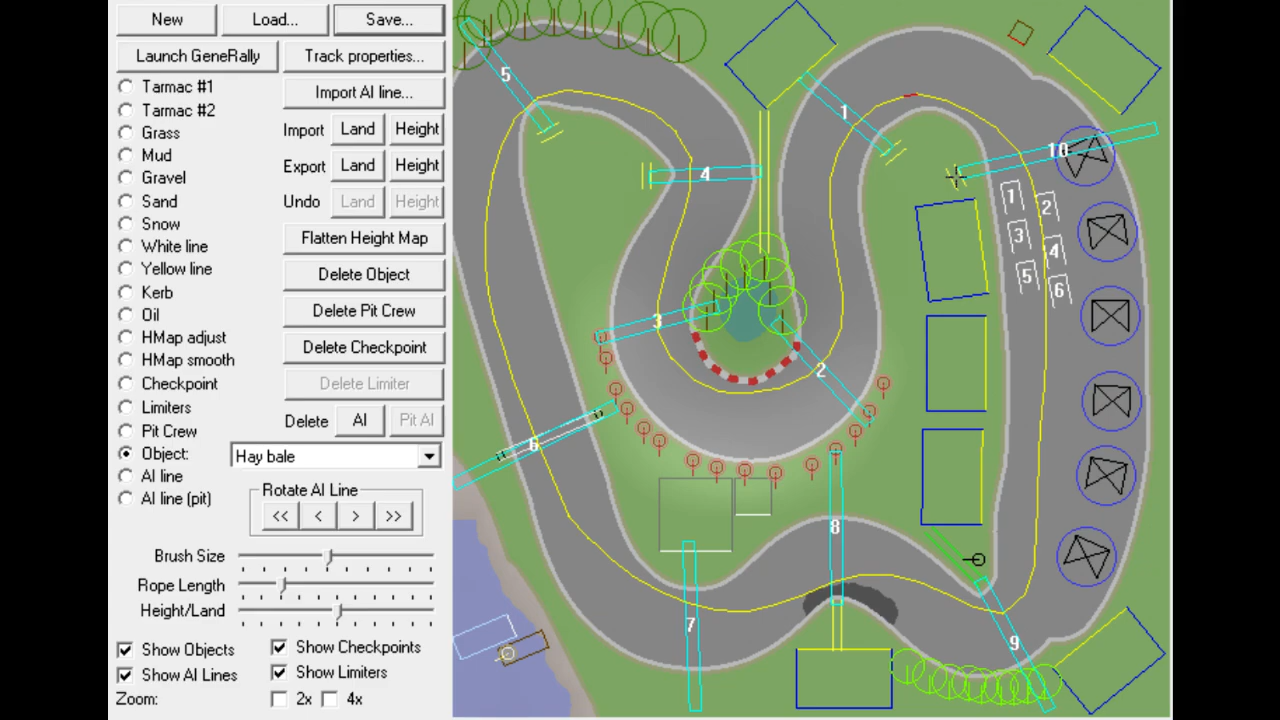 New Load... Save...
Launch GeneRally Track properties...
Tarmac #1 Import AI line...
Tarmac #2
Grass Import Land Height
Mud
Gravel Export Land Height
Sand Undo Land Height
Snow
White line Flatten Height Map
Yellow line Delete Object
Kerb
Oil Delete Pit Crew
HMap adjust Delete Checkpoint
HMap smooth
Checkpoint Delete Limiter
Limiters
Pit Crew Delete AI Pit AI
Object: Hay bale
AI line Rotate AI Line
AI line (pit) << < > >>
Brush Size
Rope Length
Height/Land
Show Objects Show Checkpoints
Show AI Lines Show Limiters
Zoom: 2x 4x
5
1
4
10
1 2
3 4
5 6
3
2
6
8
7
9